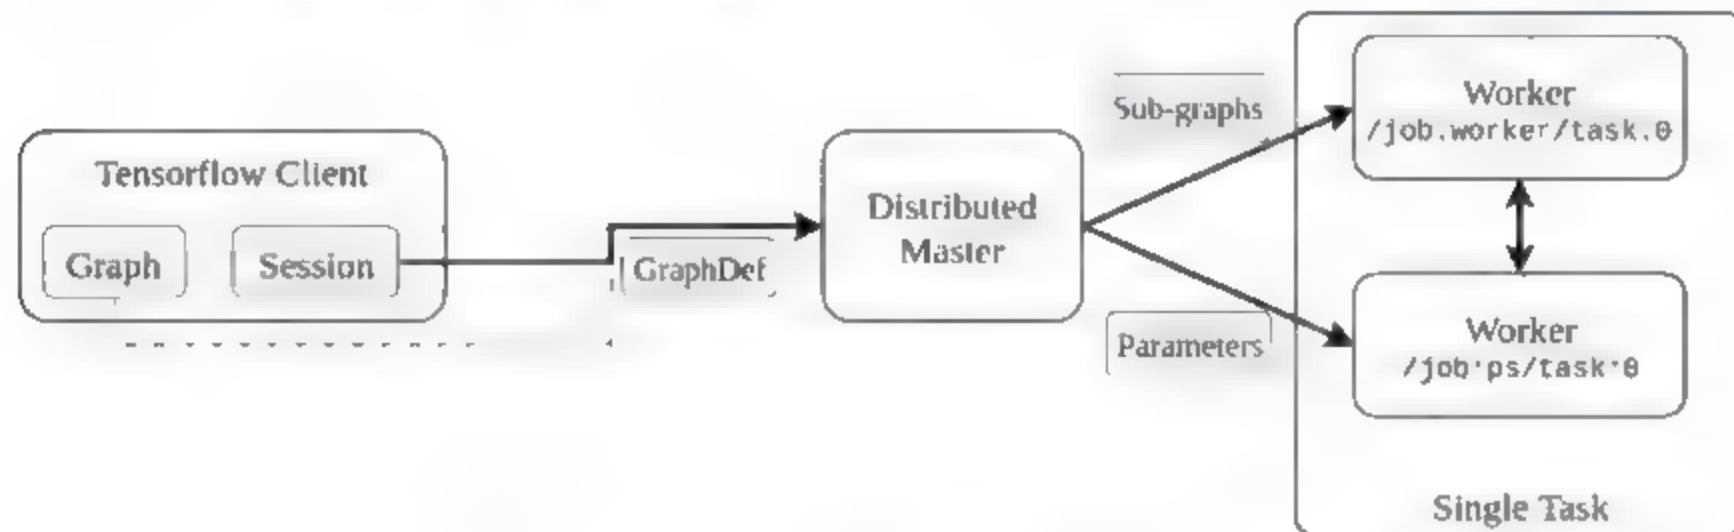 Tensorflow Client
Graph
Session
GraphDef
Distributed
Master
Sub-graphs
Parameters
Worker
/job.worker/task.0
Worker
/job:ps/task:0
Single Task